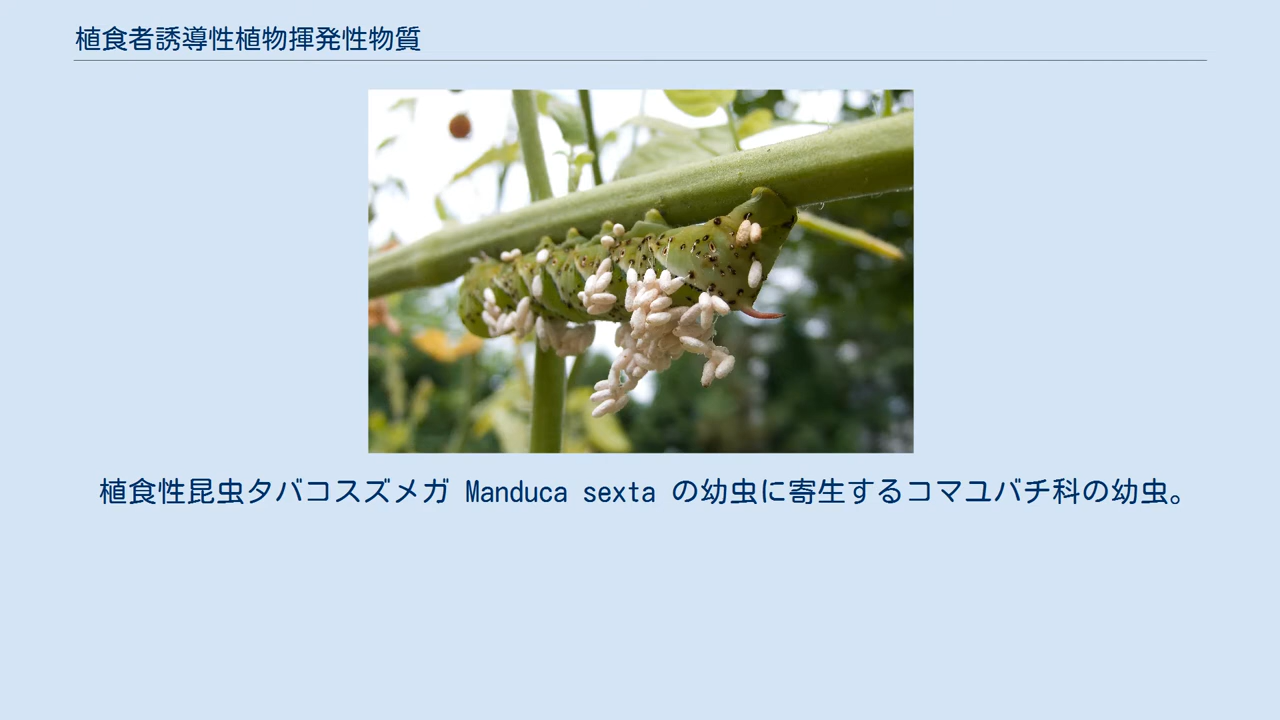 植食者誘導性植物揮発性物質
植食性昆虫タバコスズメガ Manduca sexta の幼虫に寄生するコマユバチ科の幼虫。